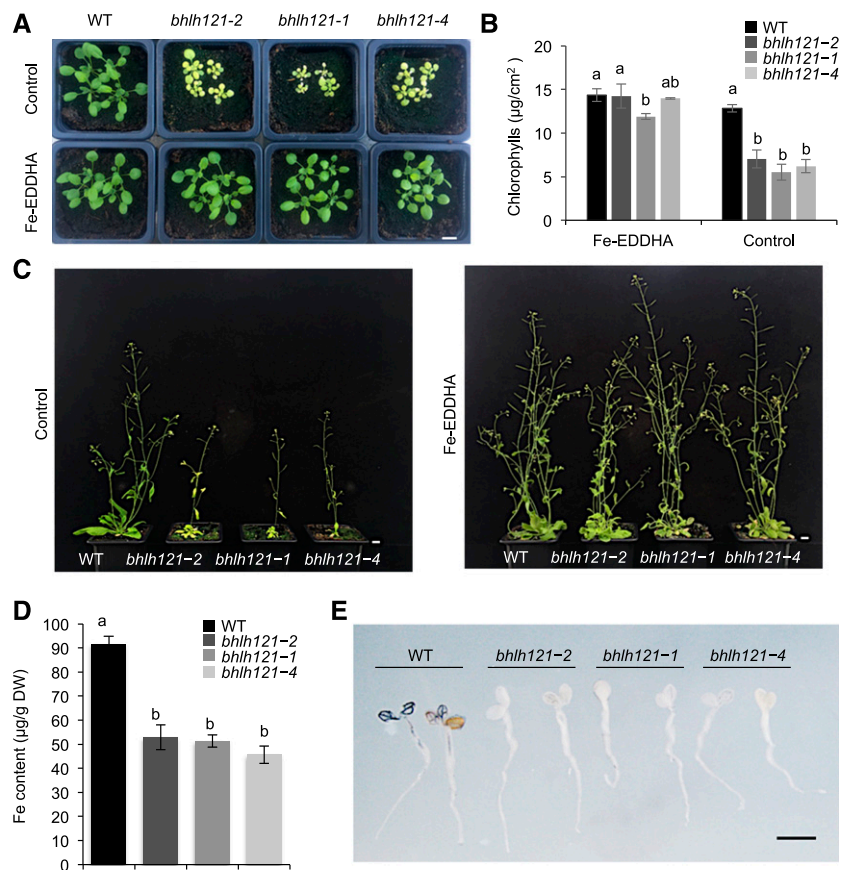 A
WT bhlh121-2 bhlh121-1 bhlh121-4
Control
Fe-EDDHA
B
WT
bhlh121−2
bhlh121−1
bhlh121−4
Chlorophylls (µg/cm²)
20
15
10
5
0
a a b ab
a b b b
Fe-EDDHA Control
C
Control
WT bhlh121−2 bhlh121−1 bhlh121−4
Fe-EDDHA
WT bhlh121−2 bhlh121−1 bhlh121−4
D
WT
bhlh121−2
bhlh121−1
bhlh121−4
Fe content (µg/g DW)
100
90
80
70
60
50
40
30
20
10
0
a b b b
E
WT bhlh121−2 bhlh121−1 bhlh121−4